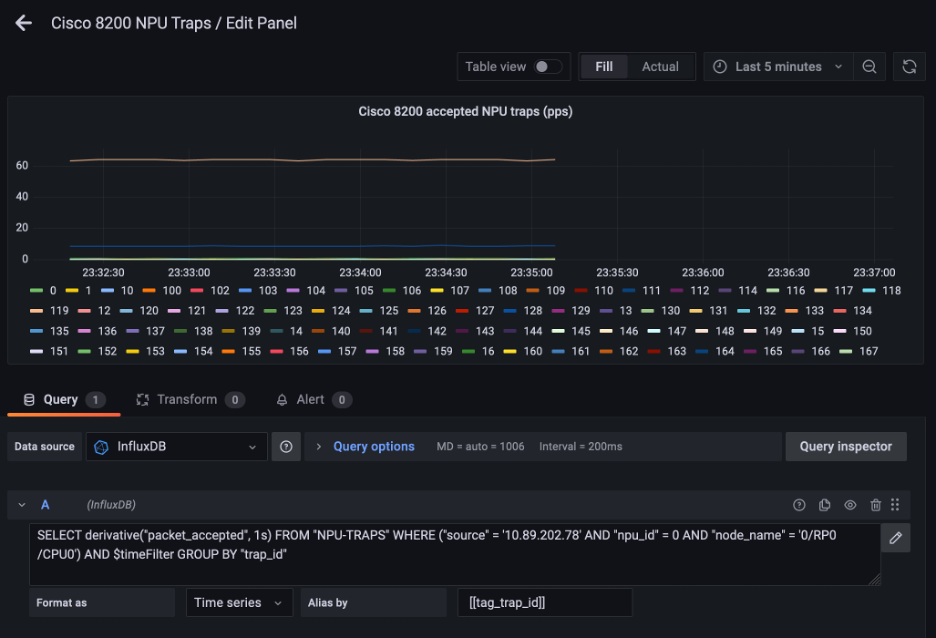 Cisco 8200 NPU Traps / Edit Panel
Table view Fill Actual Last 5 minutes
Cisco 8200 accepted NPU traps (pps)
60
40
20
0
23:32:30 23:33:00 23:33:30 23:34:00 23:34:30 23:35:00 23:35:30 23:36:00 23:36:30 23:37:00
0 1 10 100 102 103 104 105 106 107 108 109 110 111 112 114 116 117 118
119 12 120 121 122 123 124 125 126 127 128 129 13 130 131 132 133 134
135 136 137 138 139 14 140 141 142 143 144 145 146 147 148 149 15 150
151 152 153 154 155 156 157 158 159 16 160 161 162 163 164 165 166 167
Query 1 Transform 0 Alert 0
Data source InfluxDB Query options MD = auto = 1006 Interval = 200ms Query inspector
A (InfluxDB)
SELECT derivative("packet_accepted", 1s) FROM "NPU-TRAPS" WHERE ("source" = '10.89.202.78' AND "npu_id" = 0 AND "node_name" = '0/RP0
/CPU0') AND $timeFilter GROUP BY "trap_id"
Format as Time series Alias by [[tag_trap_id]]